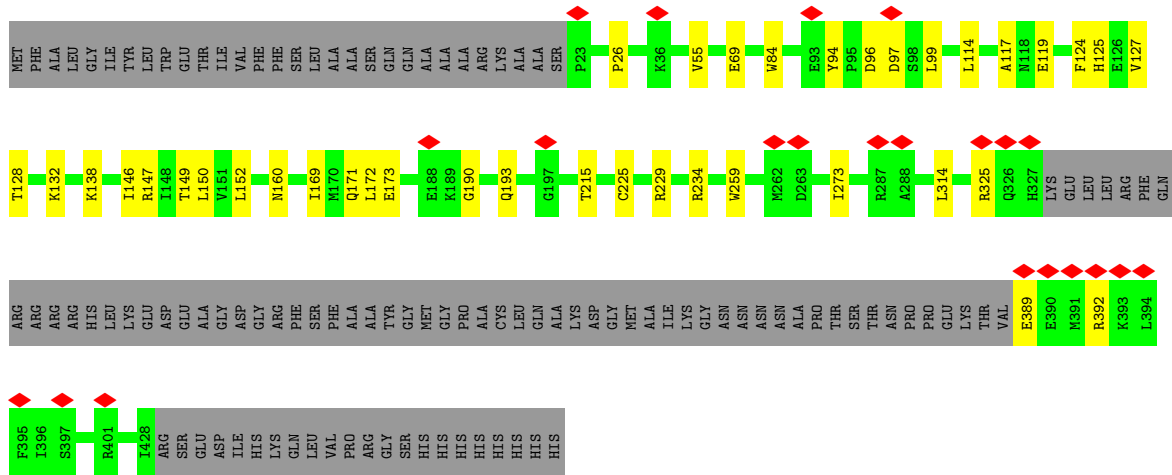 MET PHE ALA LEU GLY ILE TYR LEU TRP GLU THR ILE VAL PHE PHE SER LEU ALA ALA SER GLN GLN ALA ALA ALA ARG LYS ALA ALA SER P23 P26 K36 V55 E69 W84 E93 Y94 P95 D96 D97 S98 L99 L114 A117 N118 E119 F124 H125 E126 V127
T128 K132 K138 I146 R147 I148 T149 L150 V151 L152 N160 I169 M170 Q171 L172 E173 E188 K189 G190 Q193 G197 T215 C225 R229 R234 W259 M262 D263 I273 R287 A288 L314 R325 Q326 H327 LYS GLU LEU LEU ARG PHE GLN
ARG ARG ARG ARG HIS LEU LYS GLU ASP GLU ALA GLY ASP GLY ARG PHE SER PHE ALA ALA TYR GLY MET GLY PRO ALA CYS LEU GLN ALA LYS ASP GLY MET ALA ILE LYS GLY ASN ASN ASN ASN ALA PRO THR SER THR ASN PRO PRO GLU LYS THR VAL E389 E390 M391 R392 K393 L394
F395 I396 S397 R401 I428 ARG SER GLU ASP ILE HIS LYS GLN LEU VAL PRO ARG GLY SER HIS HIS HIS HIS HIS HIS HIS HIS